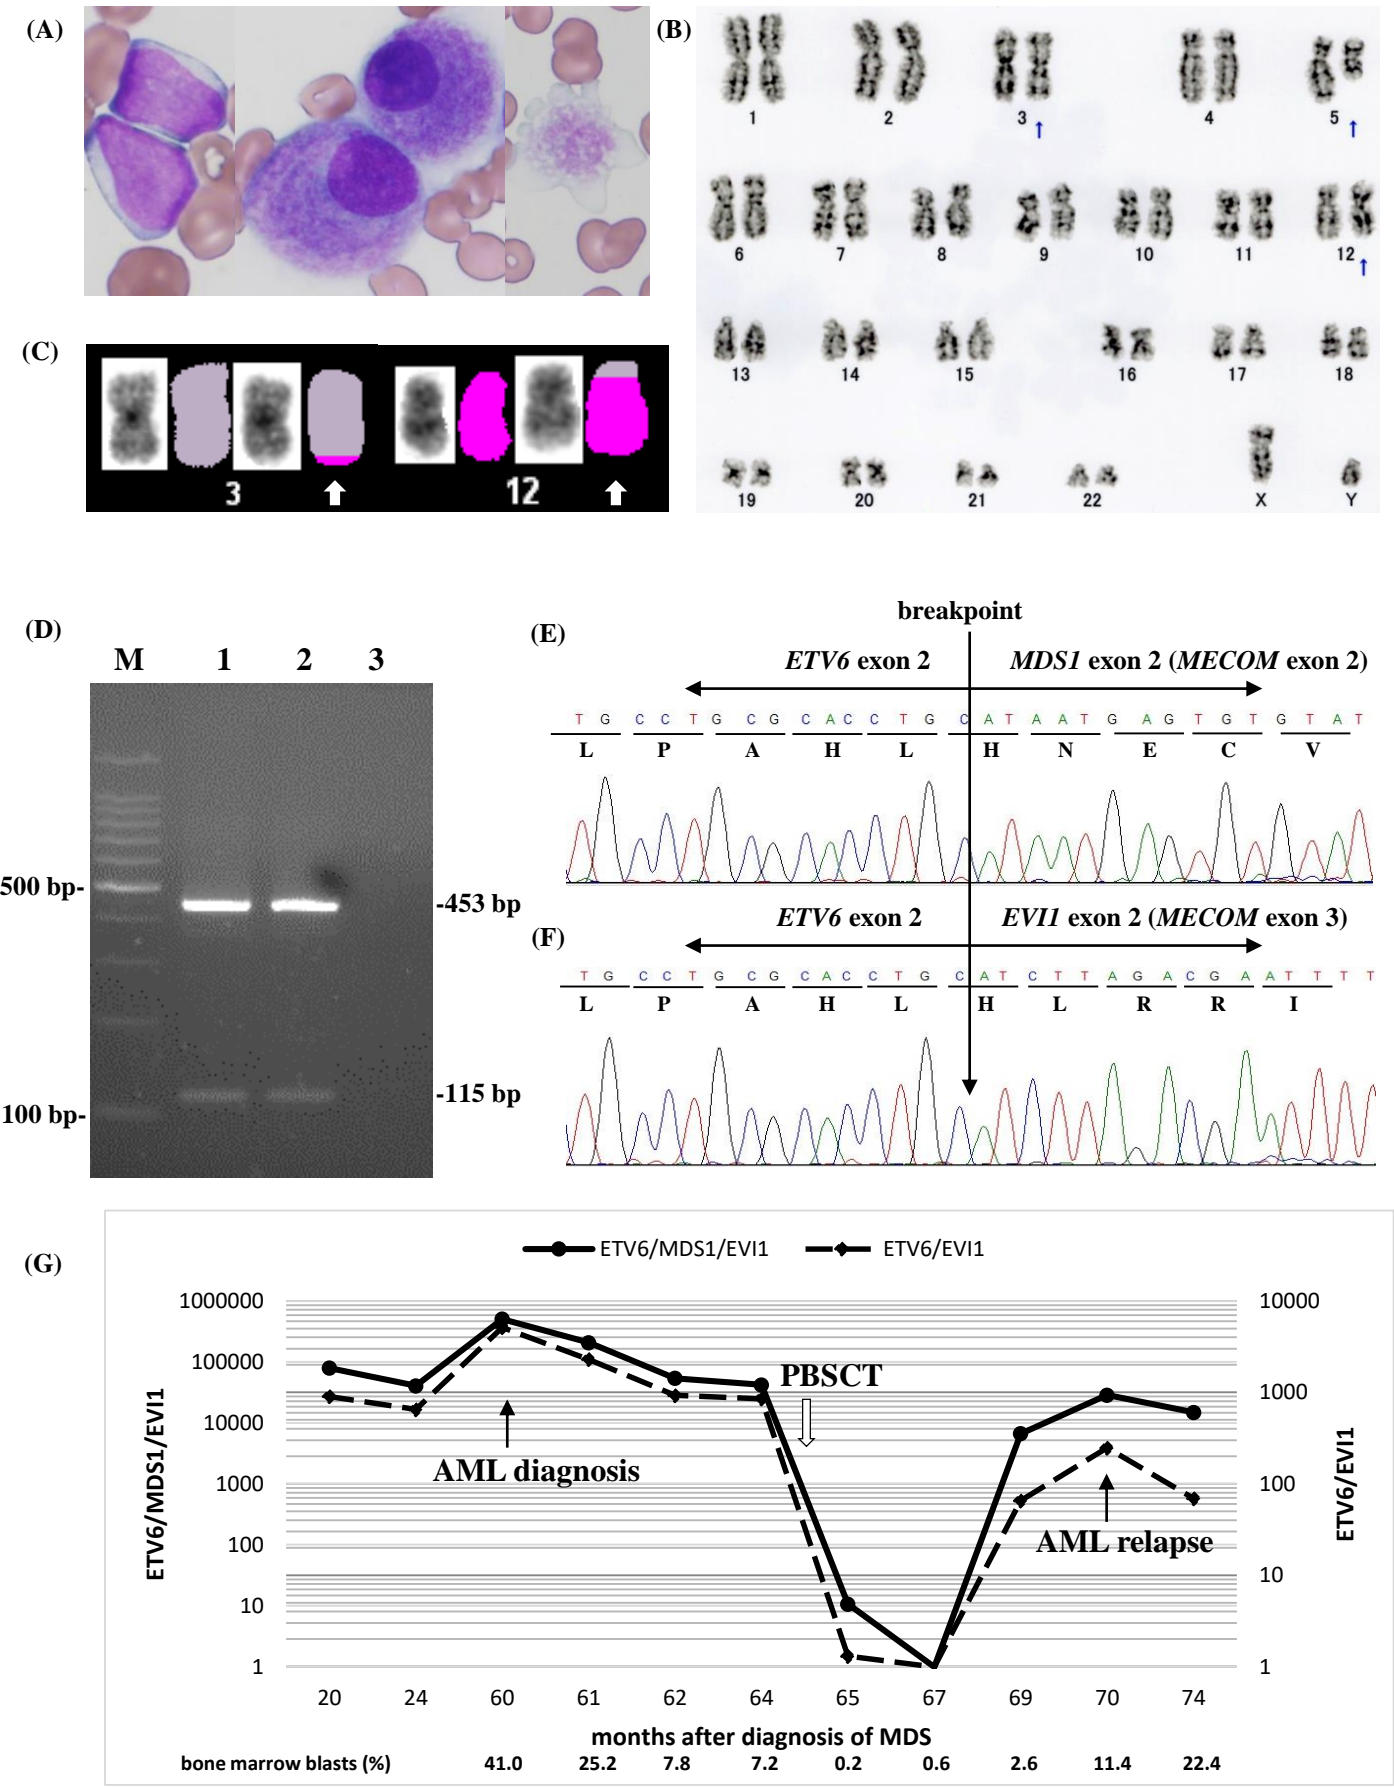 (A)
(B)
1 2 3 ↑ 4 5 ↑
6 7 8 9 10 11 12 ↑
13 14 15 16 17 18
19 20 21 22 X Y
(C)
3 12
(D)
M 1 2 3
500 bp-
-453 bp
-115 bp
100 bp-
breakpoint
(E)
ETV6 exon 2 MDS1 exon 2 (MECOM exon 2)
T G C C T G C G C A C C T G C A T A A T G A G T G T G T A T
L P A H L H N E C V
ETV6 exon 2 EVI1 exon 2 (MECOM exon 3)
(F)
T G C C T G C G C A C C T G C A T C T T A G A C G A A T T T T
L P A H L H L R R I
(G)
ETV6/MDS1/EVI1 ETV6/EVI1
1000000 10000
100000
PBSCT
1000
10000
AML diagnosis
1000 100
100
AML relapse
10
10
1 1
ETV6/MDS1/EVI1
ETV6/EVI1
20 24 60 61 62 64 65 67 69 70 74
months after diagnosis of MDS
bone marrow blasts (%) 41.0 25.2 7.8 7.2 0.2 0.6 2.6 11.4 22.4